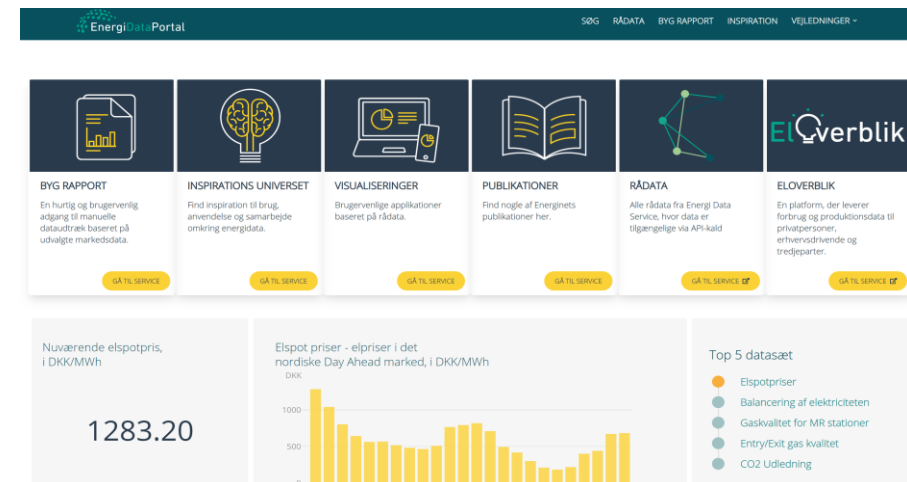 EnergiDataPortal
SØG RÅDATA BYG RAPPORT INSPIRATION VEJLEDNINGER
BYG RAPPORT
En hurtig og brugervenlig
adgang til manuelle
dataudtræk baseret på
udvalgte markedsdata.
GÅ TIL SERVICE
INSPIRATIONS UNIVERSET
Find inspiration til brug,
anvendelse og samarbejde
omkring energidata.
GÅ TIL SERVICE
VISUALISERINGER
Brugervenlige applikationer
baseret på rådata.
GÅ TIL SERVICE
PUBLIKATIONER
Find nogle af Energinets
publikationer her.
GÅ TIL SERVICE
RÅDATA
Alle rådata fra Energi Data
Service, hvor data er
tilgængelige via API-kald
GÅ TIL SERVICE
ElOverblik
ELOVERBLIK
En platform, der leverer
forbrug og produktionsdata til
privatpersoner,
erhvervsdrivende og
tredjeparter.
GÅ TIL SERVICE
Nuværende elspotpris,
i DKK/MWh
1283.20
Elspot priser - elpriser i det
nordiske Day Ahead marked, i DKK/MWh
DKK
1000
500
0
Top 5 datasæt
Elspotpriser
Balancering af elektriciteten
Gaskvalitet for MR stationer
Entry/Exit gas kvalitet
CO2 Udledning